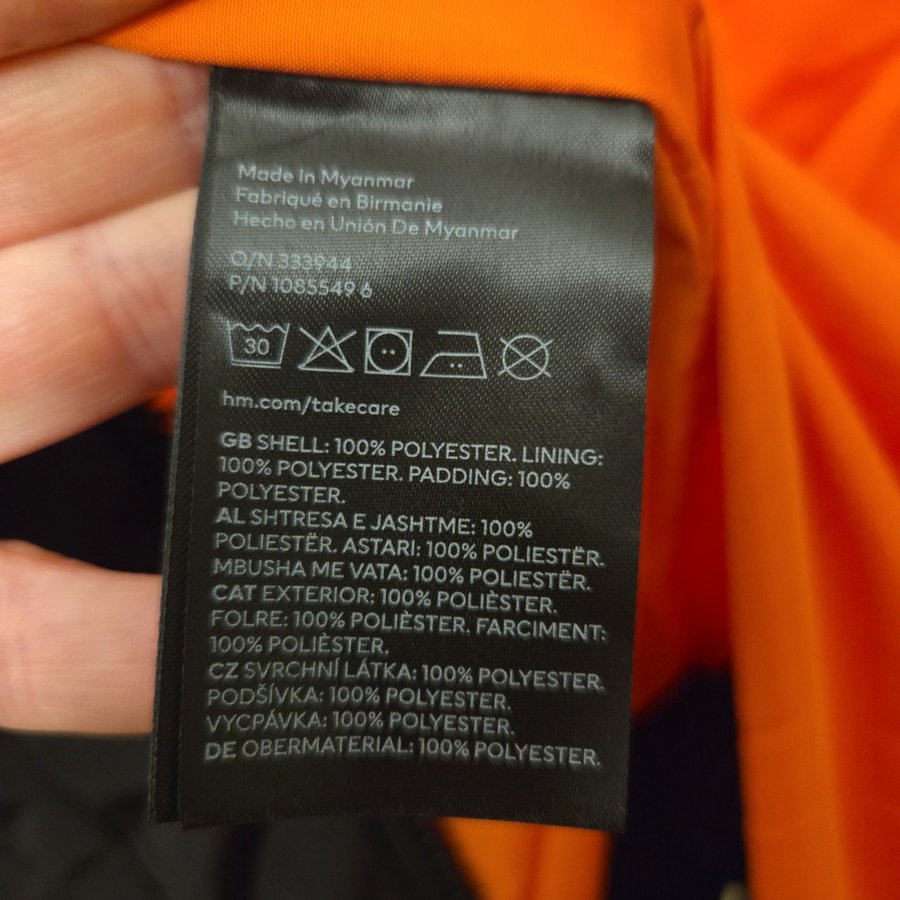 Made in Myanmar
Fabriqué en Birmanie
Hecho en Unión De Myanmar
O/N 333944
P/N 1085549 6
30
hm.com/takecare
GB SHELL: 100% POLYESTER. LINING:
100% POLYESTER. PADDING: 100%
POLYESTER.
AL SHTRESA E JASHTME: 100%
POLIESTËR. ASTARI: 100% POLIESTËR.
MBUSHA ME VATA: 100% POLIESTËR.
CAT EXTERIOR: 100% POLIÈSTER.
FOLRE: 100% POLIÈSTER. FARCIMENT:
100% POLIÈSTER.
CZ SVRCHNÍ LÁTKA: 100% POLYESTER.
PODŠÍVKA: 100% POLYESTER.
VYCPÁVKA: 100% POLYESTER.
DE OBERMATERIAL: 100% POLYESTER.